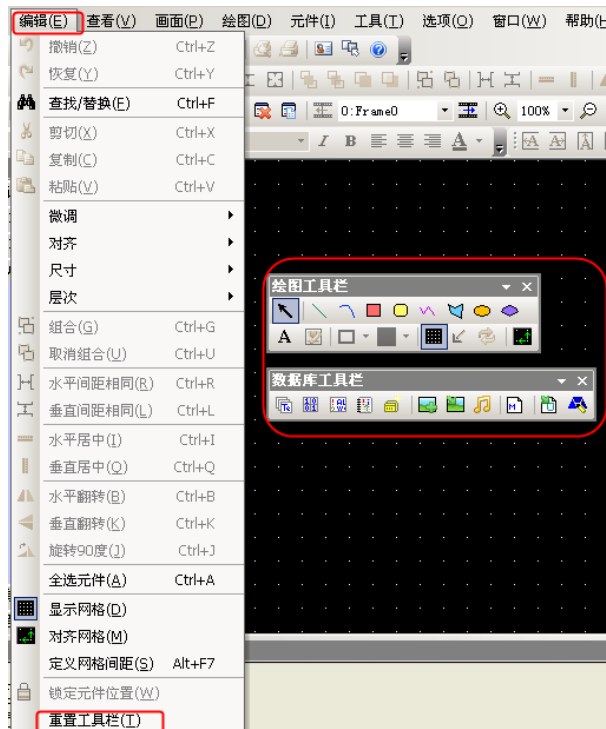 编辑(E) 查看(V) 画面(P) 绘图(D) 元件(I) 工具(T) 选项(O) 窗口(W) 帮助(H
撤销(Z) Ctrl+Z
恢复(Y) Ctrl+Y
查找/替换(F) Ctrl+F
0:Frame0 100%
剪切(X) Ctrl+X
I B A
复制(C) Ctrl+C
粘贴(V) Ctrl+V
微调
对齐
尺寸
层次
绘图工具栏
A
组合(G) Ctrl+G
取消组合(U) Ctrl+U
数据库工具栏
水平间距相同(R) Ctrl+R
垂直间距相同(L) Ctrl+L
水平居中(I) Ctrl+I
垂直居中(Q) Ctrl+Q
水平翻转(B) Ctrl+B
垂直翻转(K) Ctrl+K
旋转90度(J) Ctrl+J
全选元件(A) Ctrl+A
显示网格(D)
对齐网格(M)
定义网格间距(S) Alt+F7
锁定元件位置(W)
重置工具栏(T)